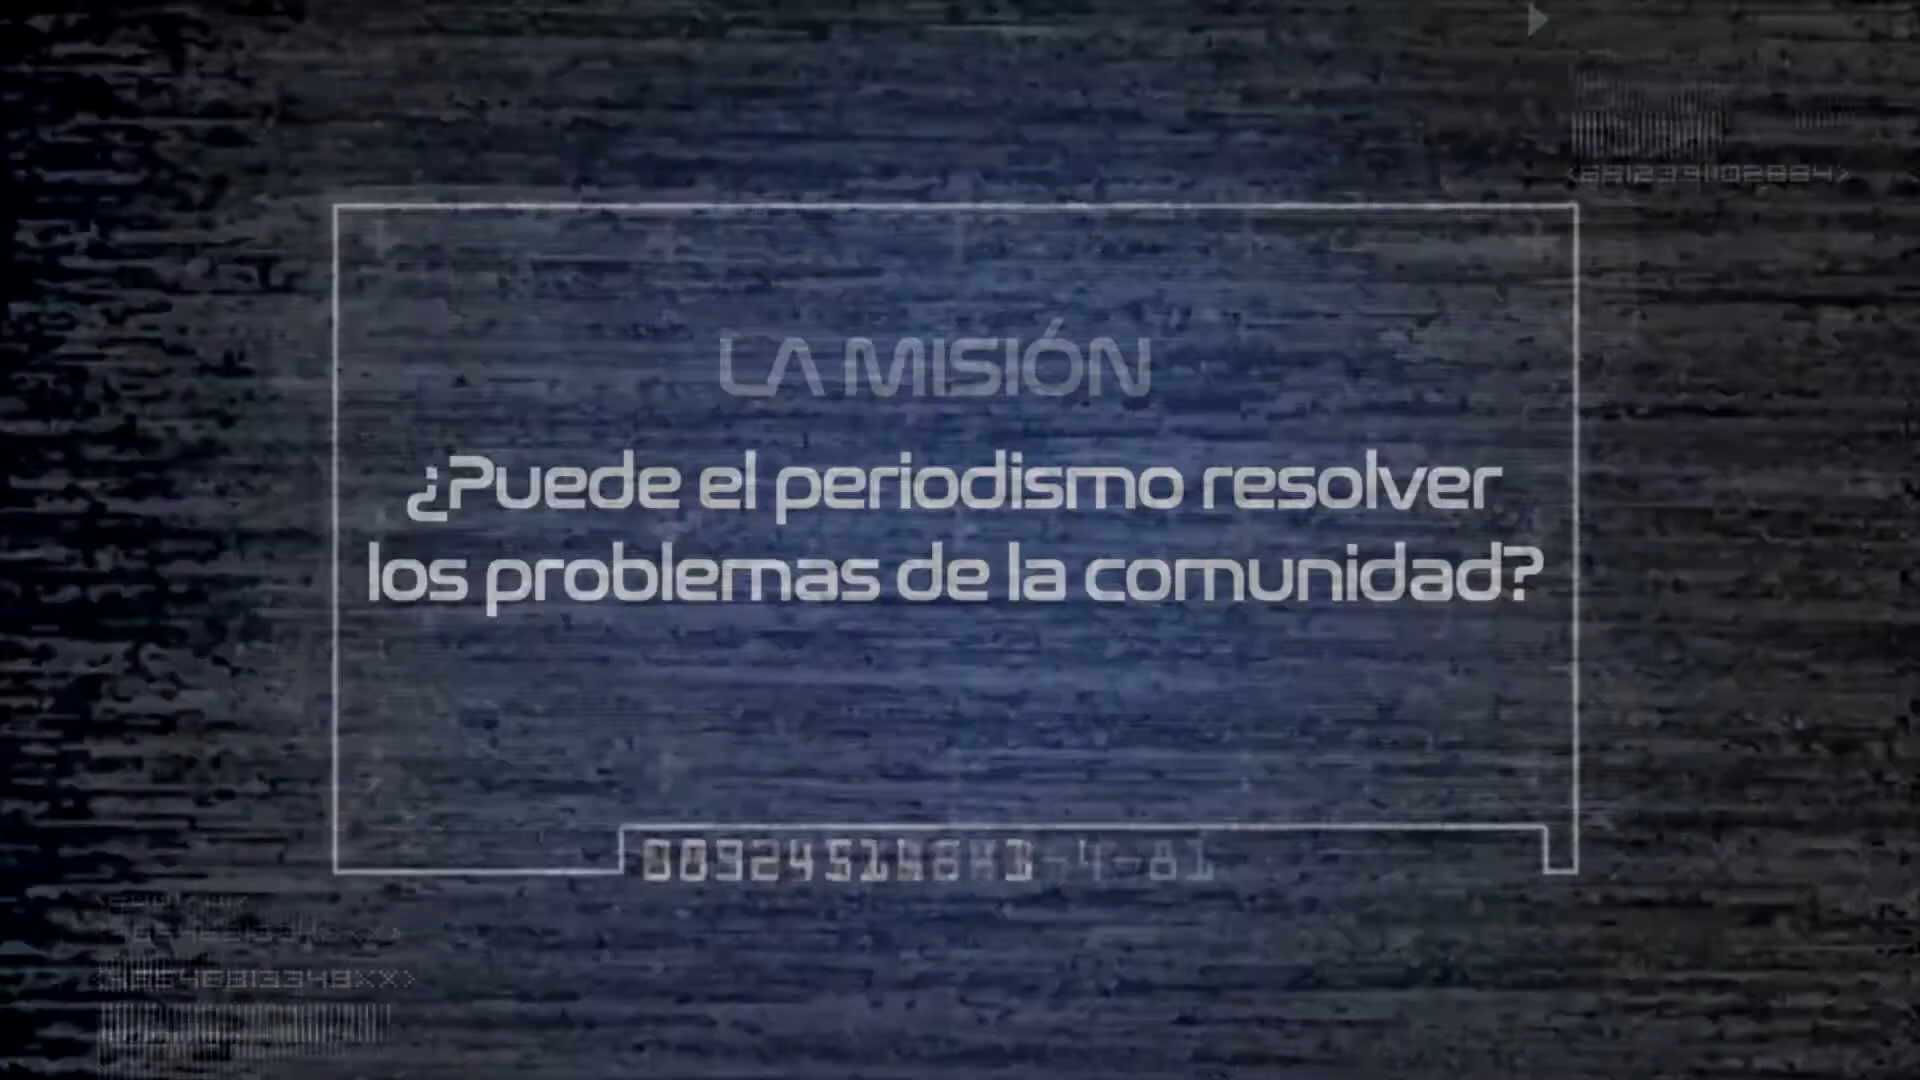 LA MISIÓN
¿Puede el periodismo resolver
los problemas de la comunidad?